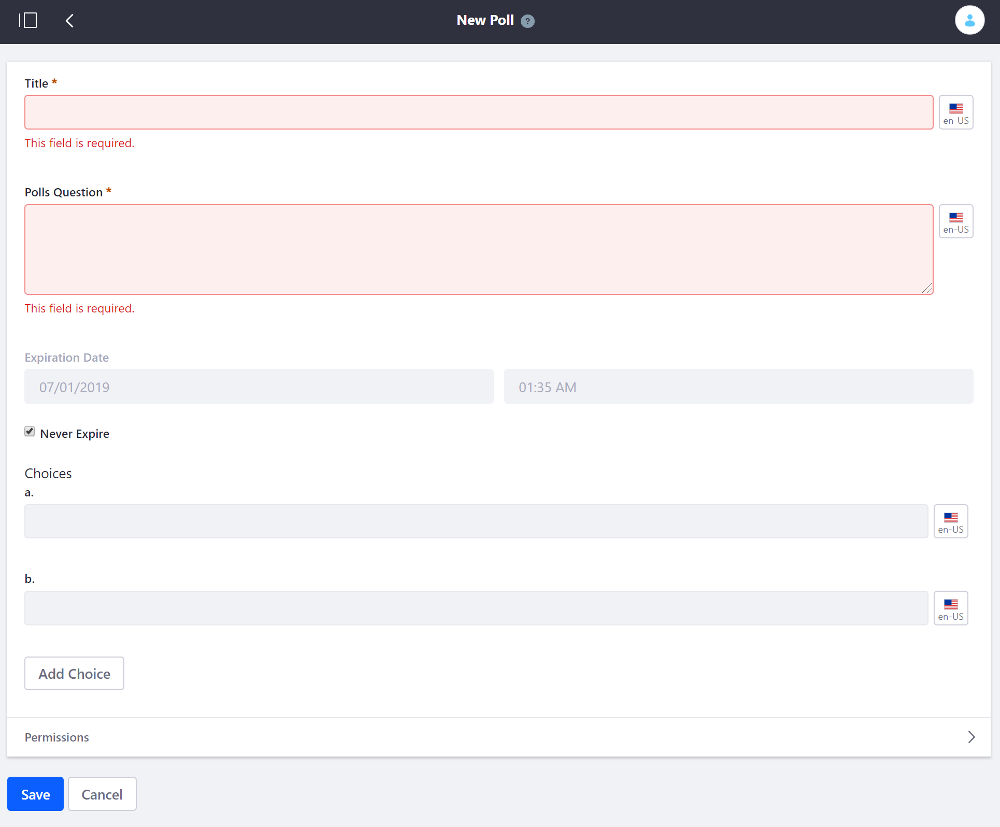 New Poll ?
Title *
en-US
This field is required.
Polls Question *
en-US
This field is required.
Expiration Date
07/01/2019 01:35 AM
Never Expire
Choices
a.
en-US
b.
en-US
Add Choice
Permissions
Save Cancel